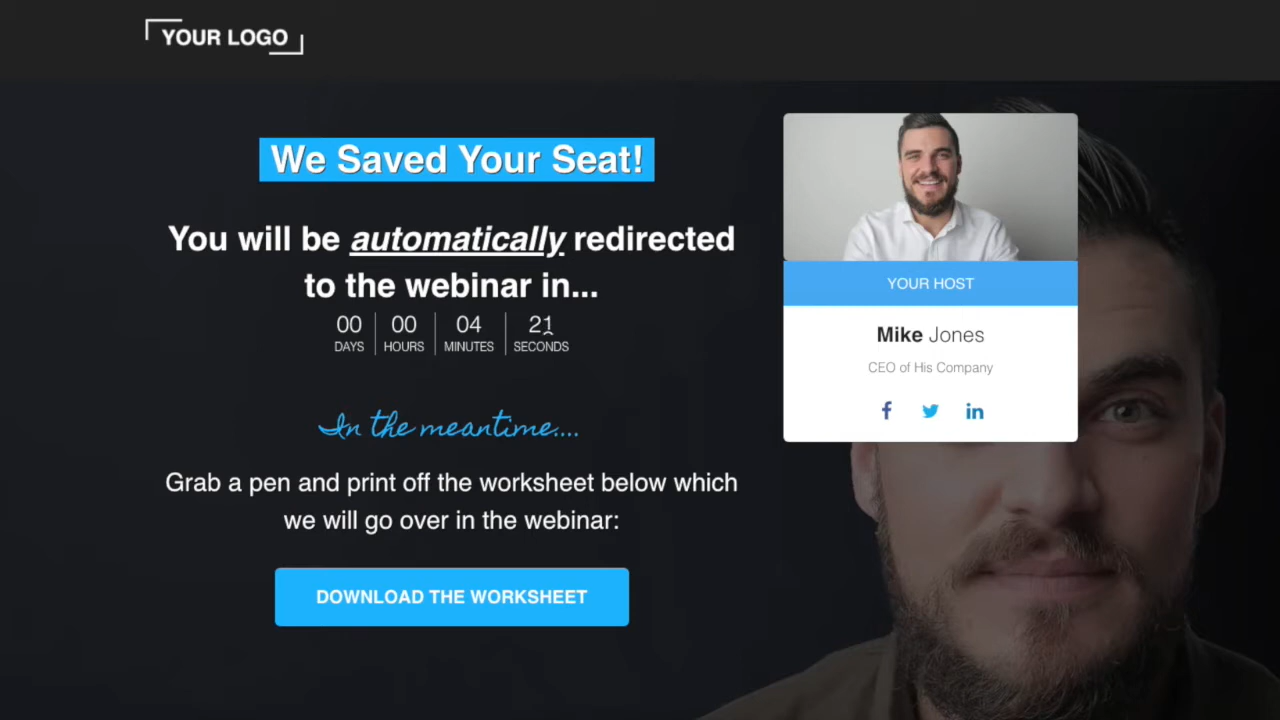 YOUR LOGO
We Saved Your Seat!
You will be automatically redirected
to the webinar in...
00 00 04 21
DAYS HOURS MINUTES SECONDS
In the meantime....
Grab a pen and print off the worksheet below which
we will go over in the webinar:
DOWNLOAD THE WORKSHEET
YOUR HOST
Mike Jones
CEO of His Company